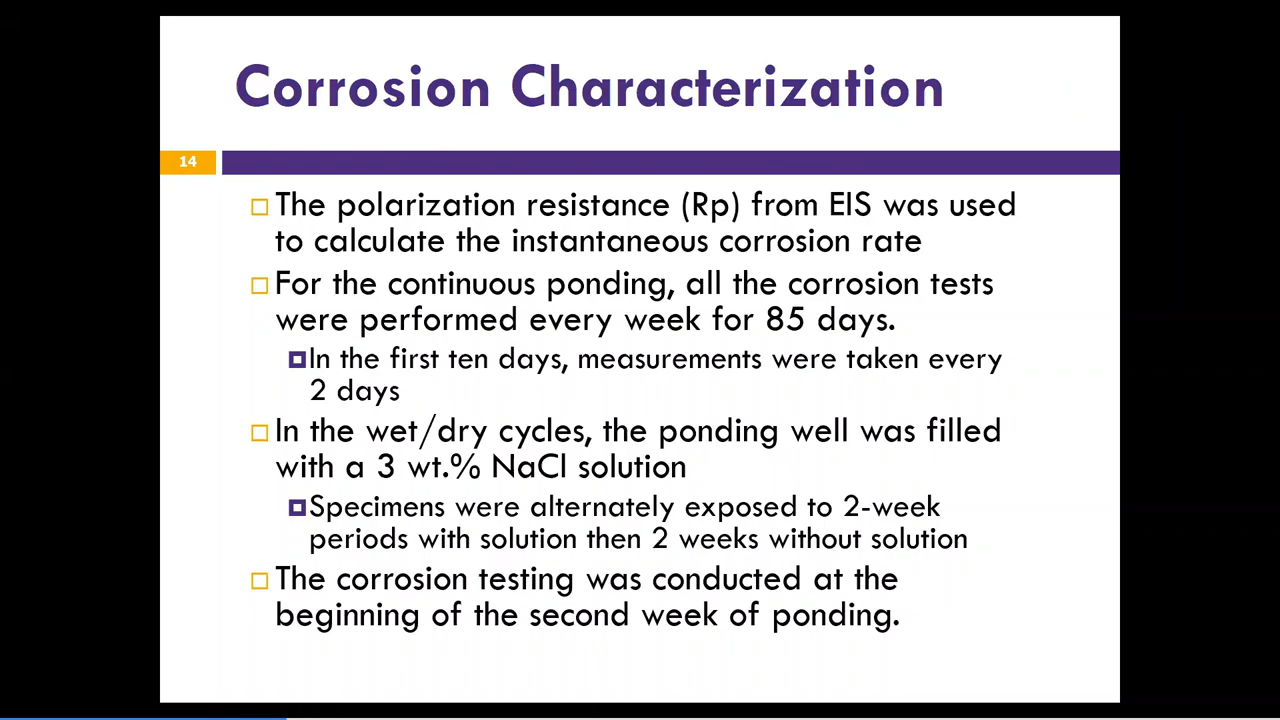 Corrosion Characterization
14
The polarization resistance (Rp) from EIS was used
to calculate the instantaneous corrosion rate
For the continuous ponding, all the corrosion tests
were performed every week for 85 days.
In the first ten days, measurements were taken every
2 days
In the wet/dry cycles, the ponding well was filled
with a 3 wt.% NaCl solution
Specimens were alternately exposed to 2-week
periods with solution then 2 weeks without solution
The corrosion testing was conducted at the
beginning of the second week of ponding.